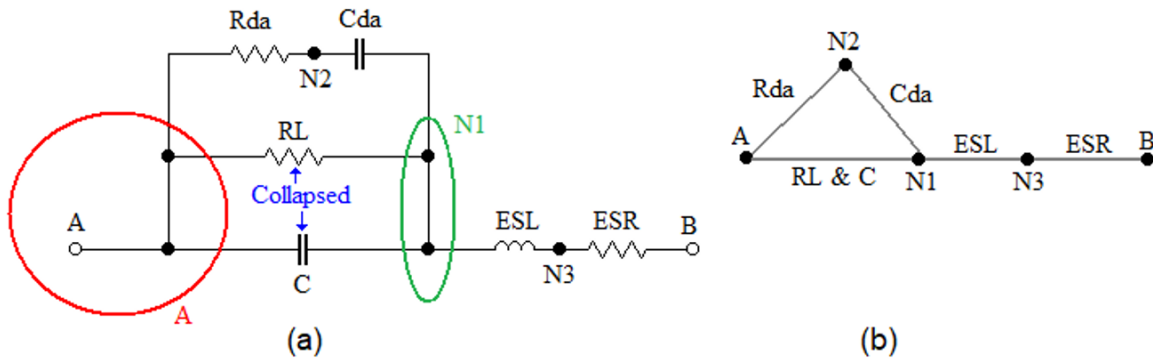 Rda
Cda
N2
N1
RL
Collapsed
A
C
ESL
ESR
N3
B
A
(a)
N2
Rda
Cda
A
ESL
ESR
B
RL & C
N1
N3
(b)